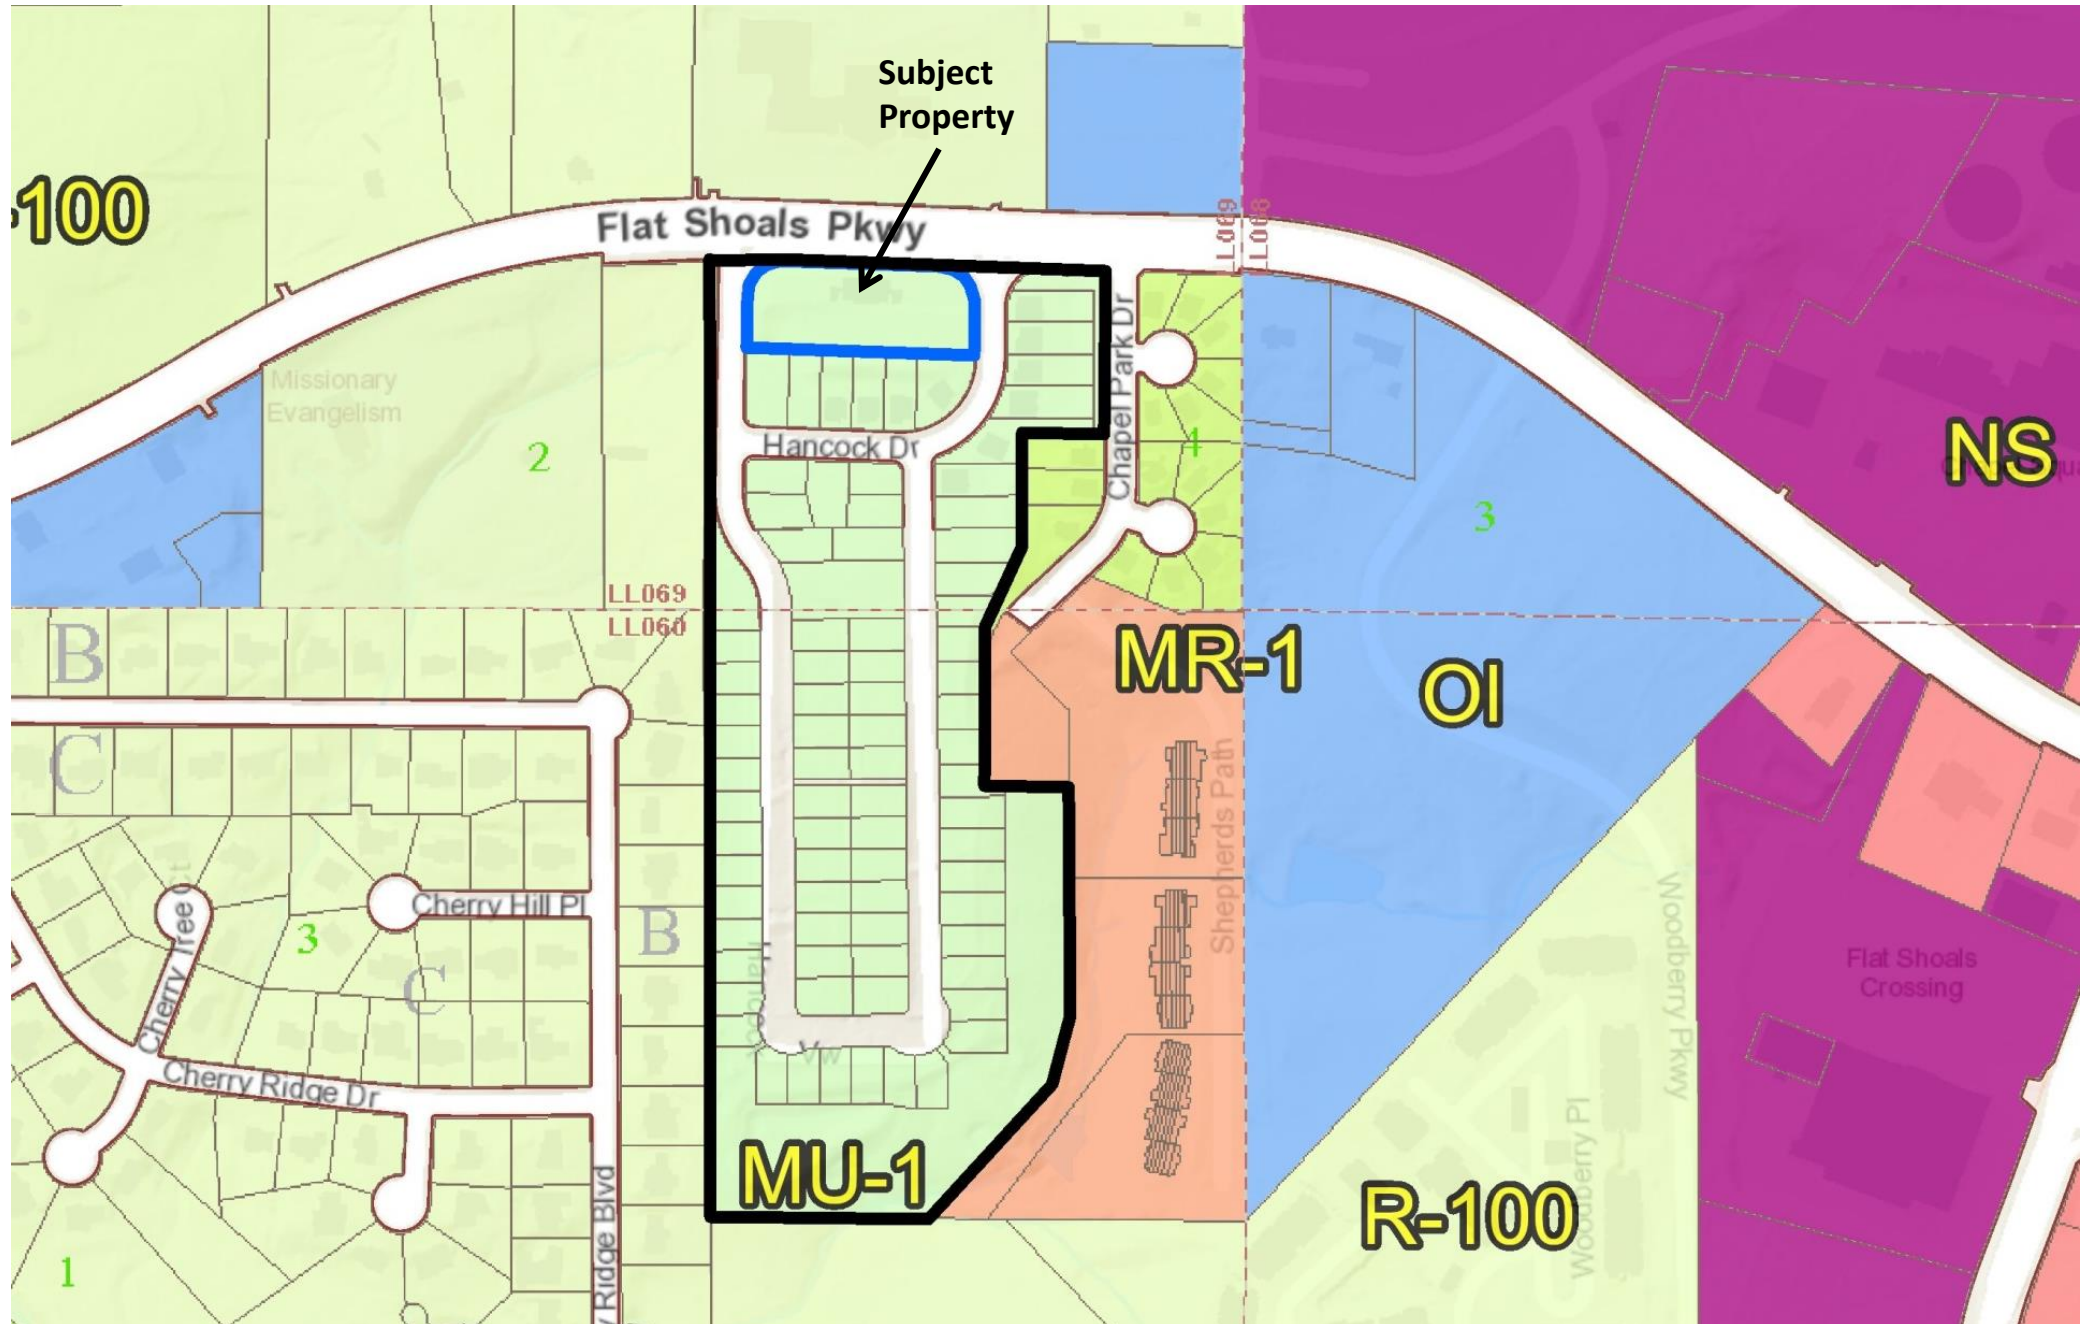 Subject
Property
-100
Flat Shoals Pkwy
LL069
LL068
Missionary
Evangelism
2
Hancock Dr
Chapel Park Dr
4
3
NS
LL069
LL060
B
MR-1
OI
C
Shepherds Path
Cherry Tree Ct
Cherry Hill Pl
3
B
C
Hancock
Vw
Woodberry Pkwy
Flat Shoals
Crossing
Cherry Ridge Dr
MU-1
R-100
Woodberry Pl
y Ridge Blvd
1